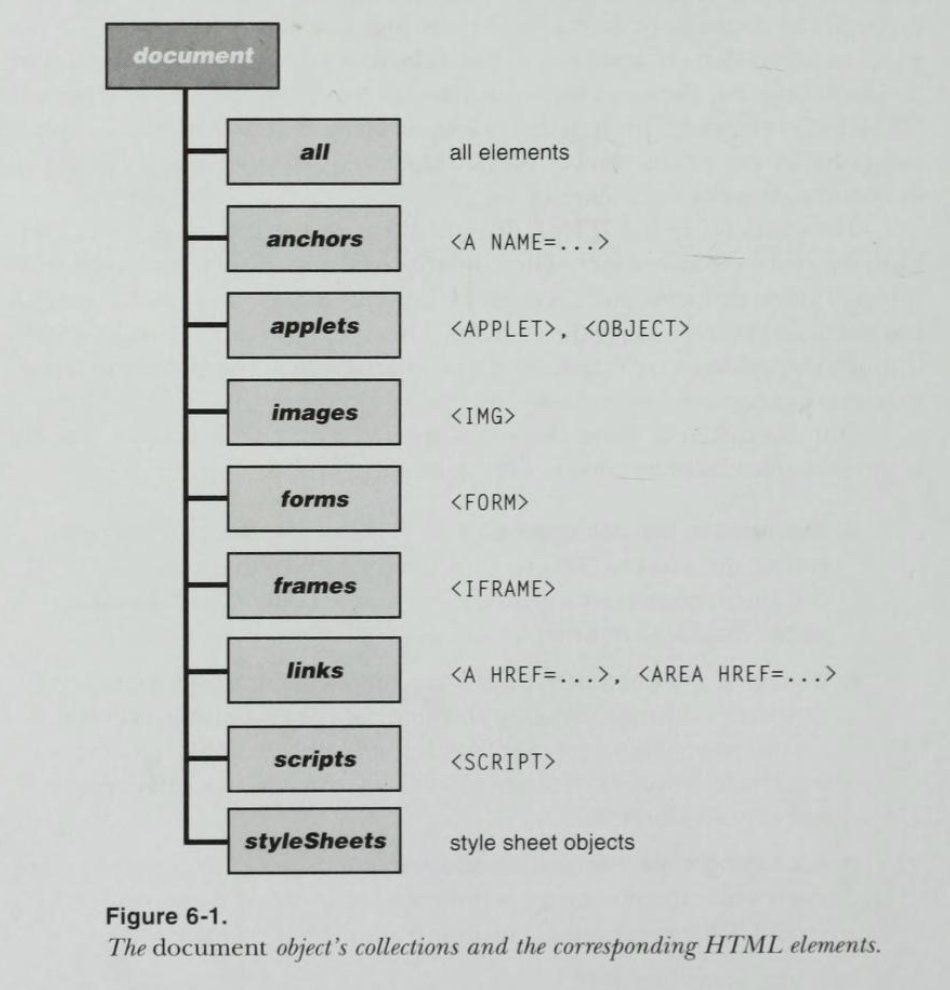 document
all all elements
anchors <A NAME=...>
applets <APPLET>, <OBJECT>
images <IMG>
forms <FORM>
frames <IFRAME>
links <A HREF=...>, <AREA HREF=...>
scripts <SCRIPT>
styleSheets style sheet objects
Figure 6-1.
The document object's collections and the corresponding HTML elements.